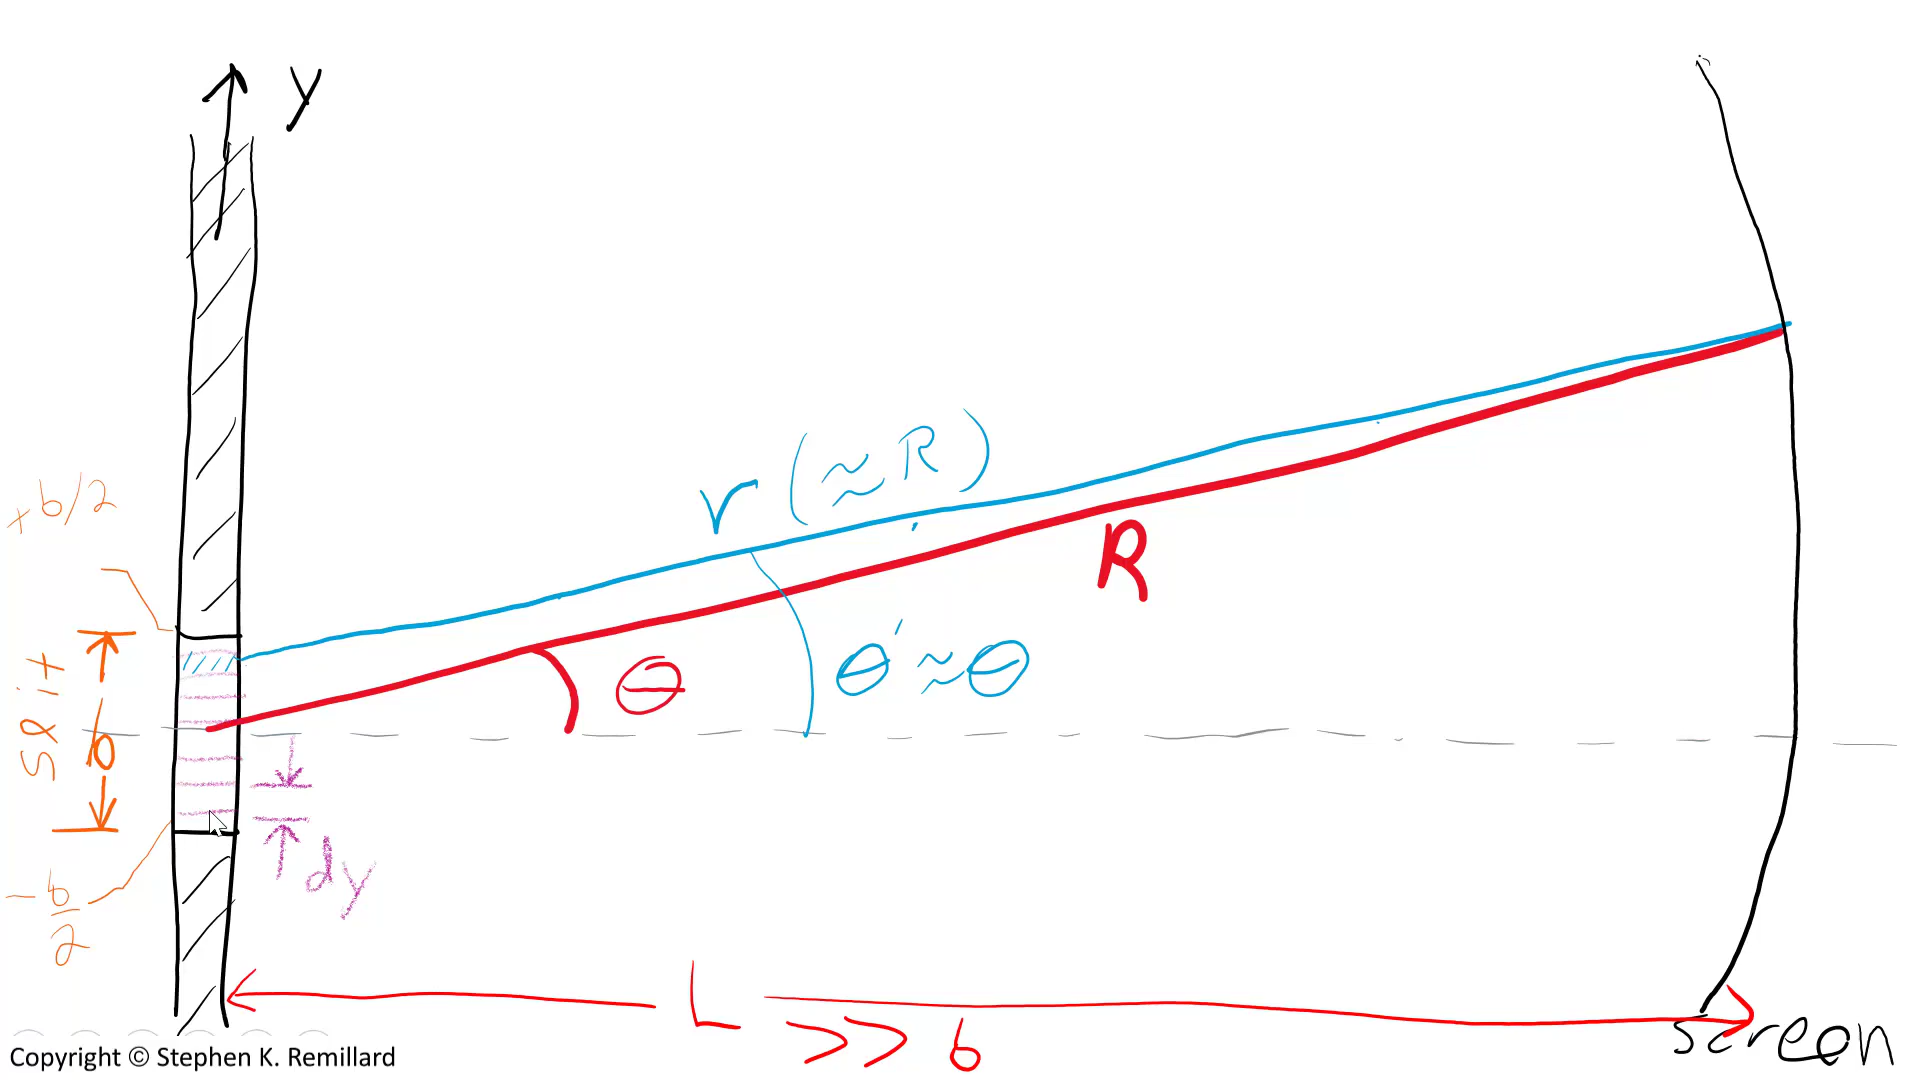 y
+b/2
r (≈R)
R
slit
b
θ
θ' ≈ θ
dy
-b/2
L >> b
screen
Copyright © Stephen K. Remillard